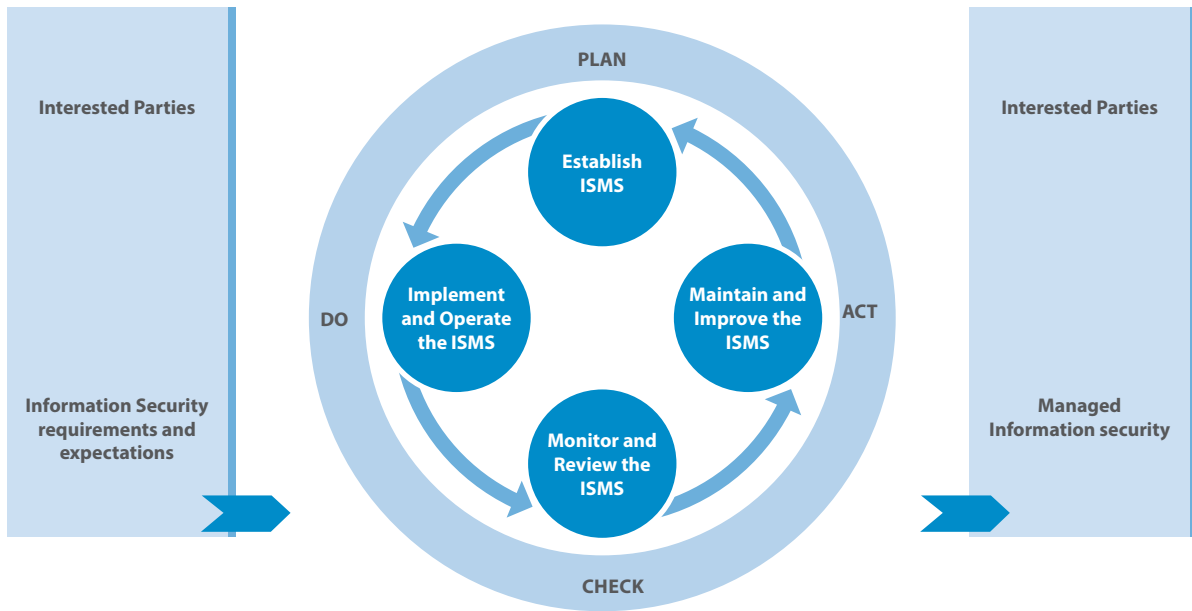 Interested Parties
Information Security
requirements and
expectations
PLAN
Establish
ISMS
DO
Implement
and Operate
the ISMS
Maintain and
Improve the
ISMS
ACT
Monitor and
Review the
ISMS
CHECK
Interested Parties
Managed
Information security